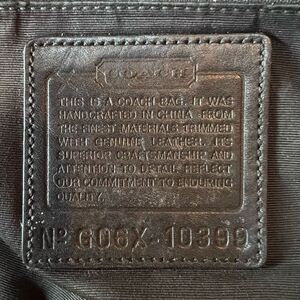 COACH
THIS IS A COACH BAG. IT WAS
HANDCRAFTED IN CHINA FROM
THE FINEST MATERIALS TRIMMED
WITH GENUINE LEATHER. ITS
SUPERIOR CRAFTSMANSHIP AND
ATTENTION TO DETAIL REFLECT
OUR COMMITMENT TO ENDURING
QUALITY.
Nº G06X-10399